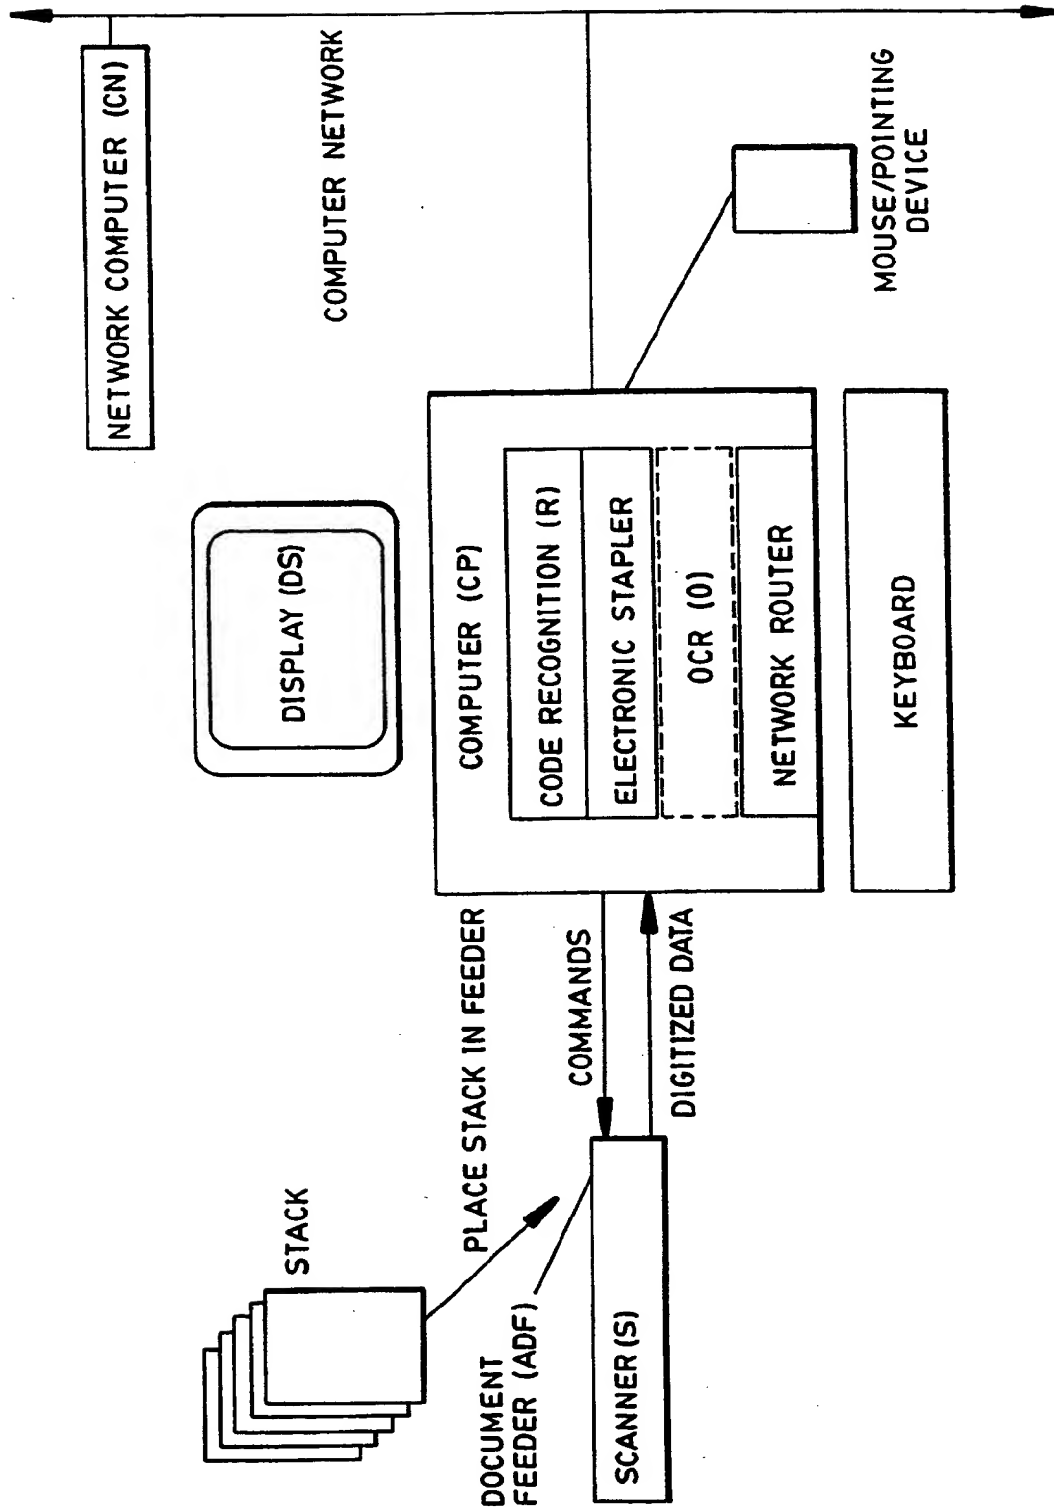 NETWORK COMPUTER (CN)
COMPUTER NETWORK
MOUSE/POINTING
DEVICE
DISPLAY (DS)
COMPUTER (CP)
CODE RECOGNITION (R)
ELECTRONIC STAPLER
OCR (O)
NETWORK ROUTER
KEYBOARD
STACK
PLACE STACK IN FEEDER
COMMANDS
DIGITIZED DATA
DOCUMENT
FEEDER (ADF)
SCANNER (S)